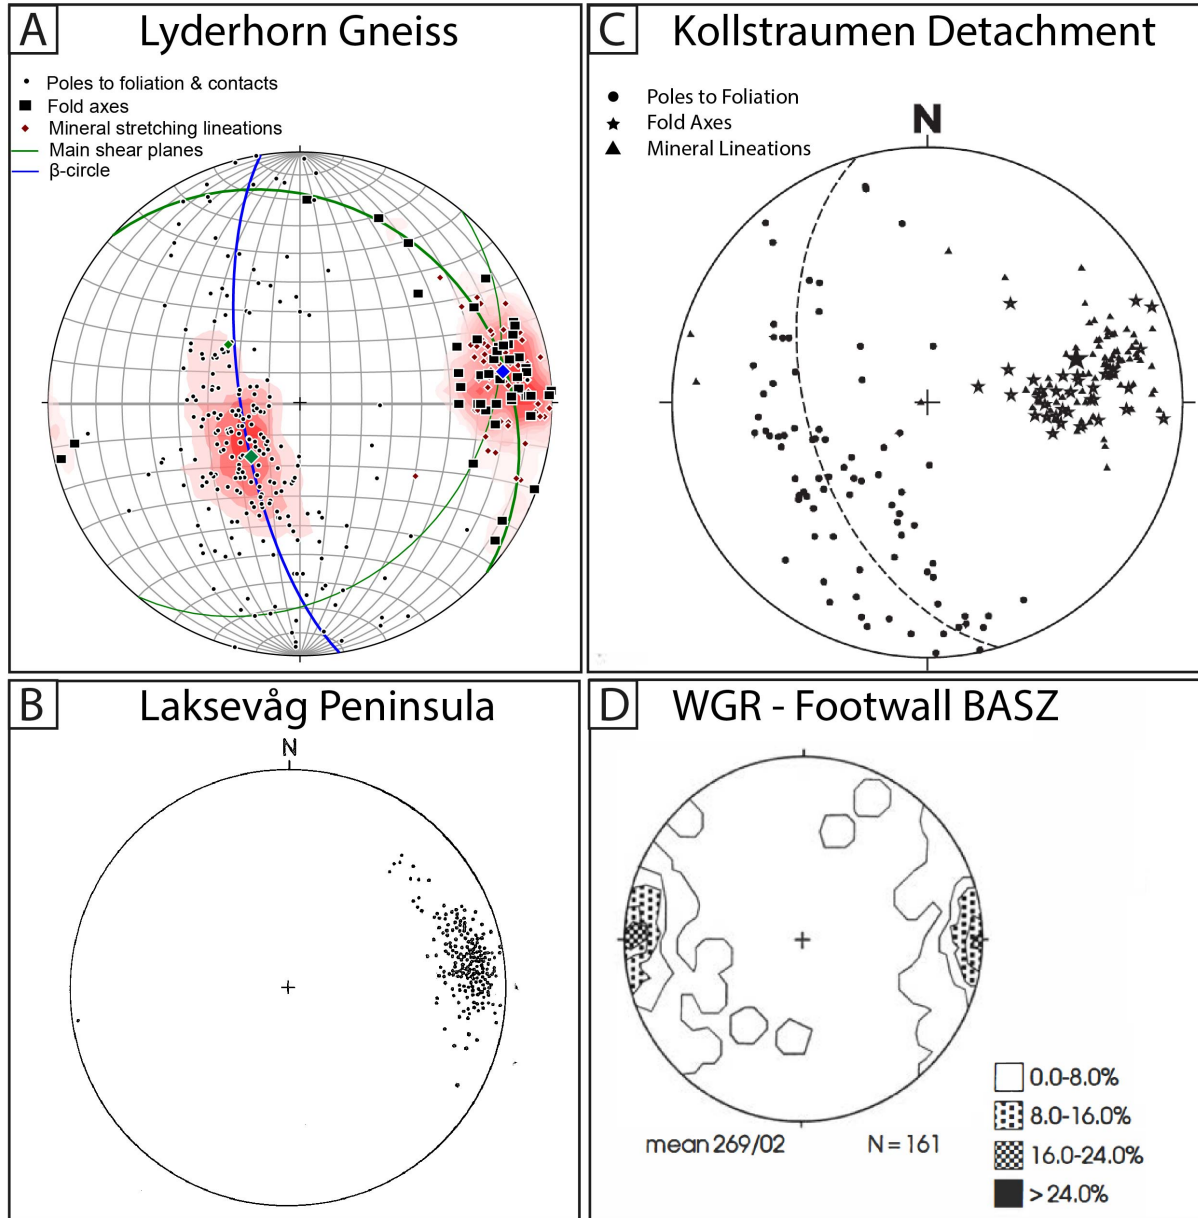 A
Lyderhorn Gneiss
Poles to foliation & contacts
Fold axes
Mineral stretching lineations
Main shear planes
β-circle
B
Laksevåg Peninsula
N
C
Kollstraumen Detachment
Poles to Foliation
Fold Axes
Mineral Lineations
N
D
WGR - Footwall BASZ
0.0-8.0%
8.0-16.0%
16.0-24.0%
> 24.0%
mean 269/02
N = 161